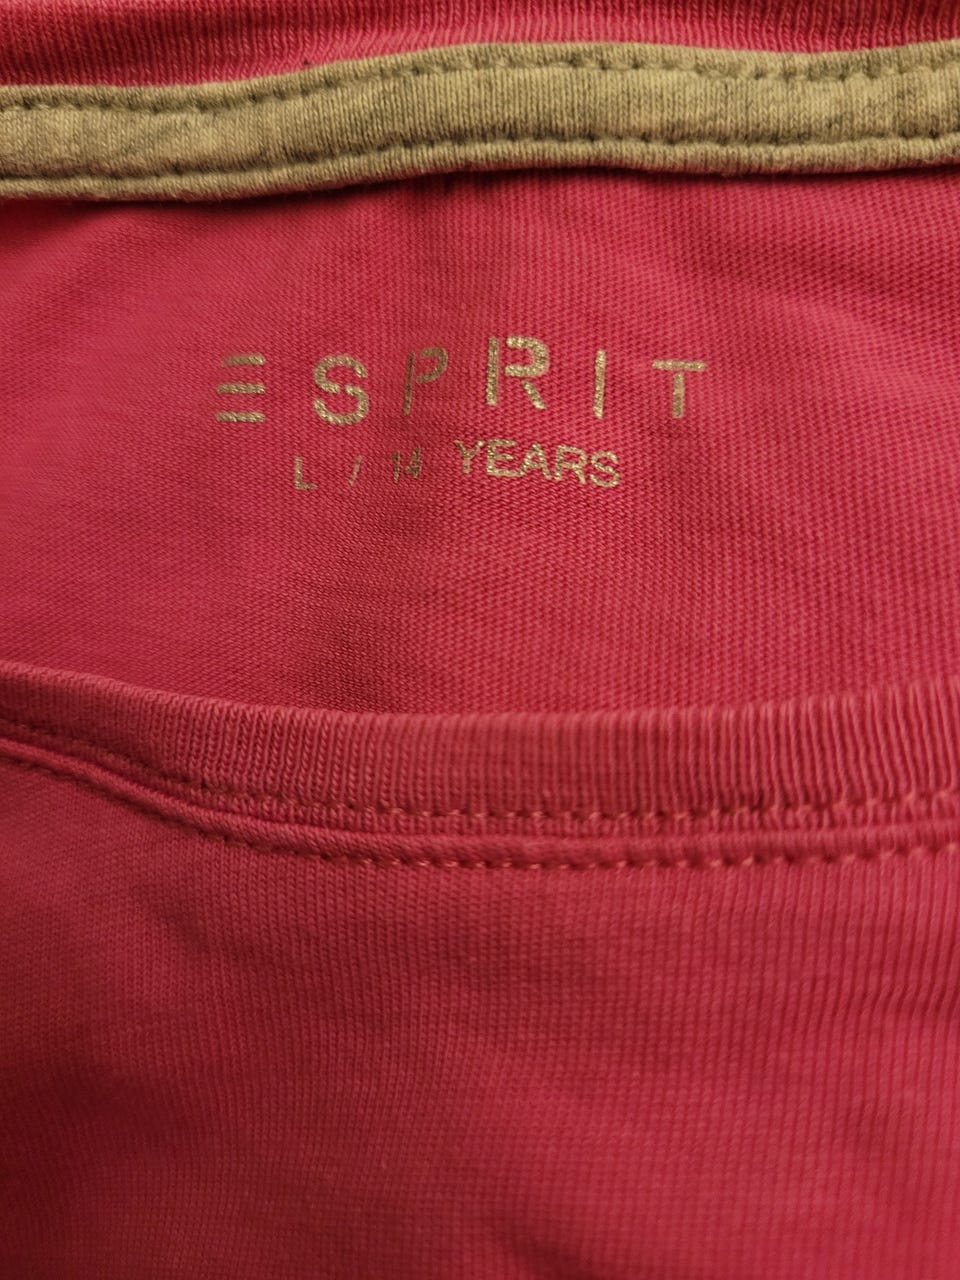 ESPRIT
L / 14 YEARS